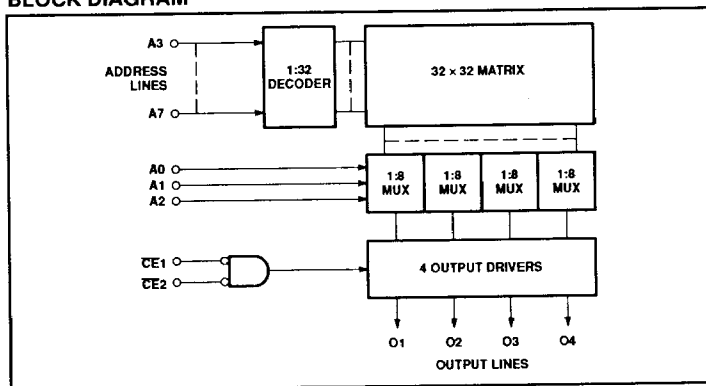 BLOCK DIAGRAM
A3
ADDRESS
LINES
A7
1:32
DECODER
32 × 32 MATRIX
A0
A1
A2
1:8
MUX
1:8
MUX
1:8
MUX
1:8
MUX
CE1
CE2
4 OUTPUT DRIVERS
O1 O2 O3 O4
OUTPUT LINES